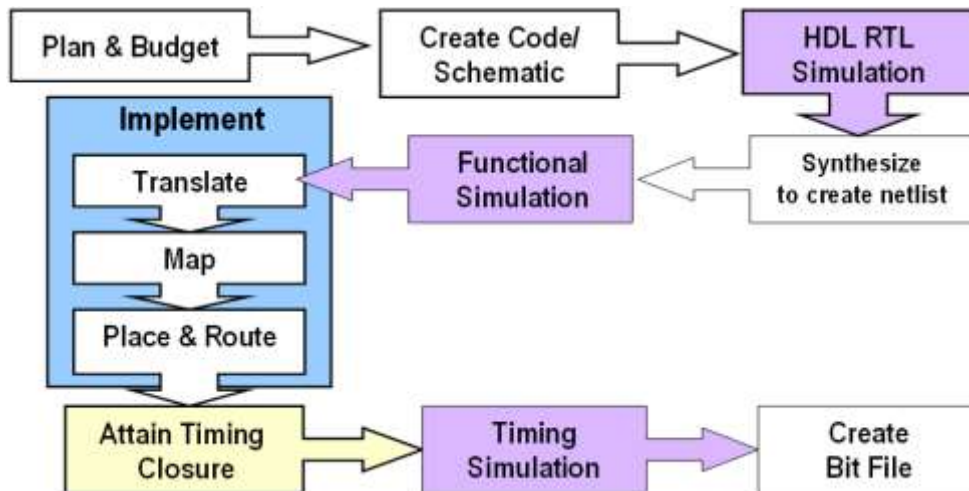 Plan & Budget
Create Code/
Schematic
HDL RTL
Simulation
Implement
Translate
Functional
Simulation
Synthesize
to create netlist
Map
Place & Route
Attain Timing
Closure
Timing
Simulation
Create
Bit File